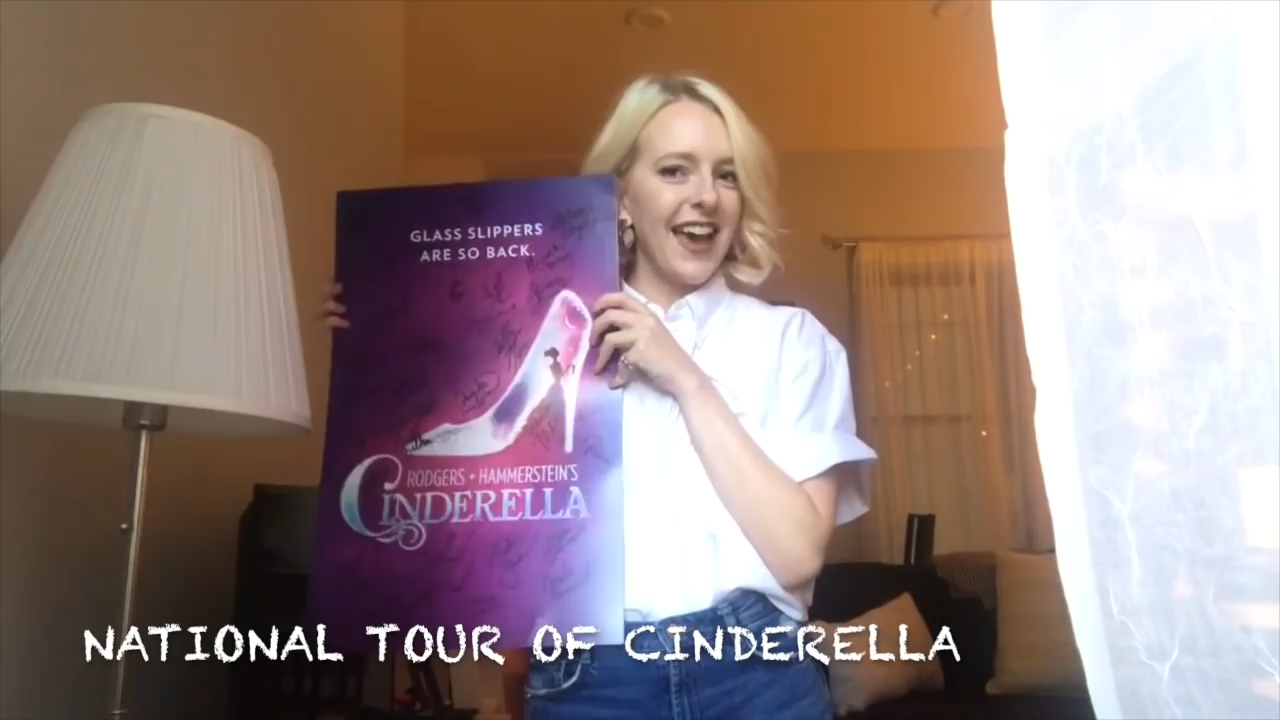 GLASS SLIPPERS
ARE SO BACK.
RODGERS + HAMMERSTEIN'S
CINDERELLA
NATIONAL TOUR OF CINDERELLA